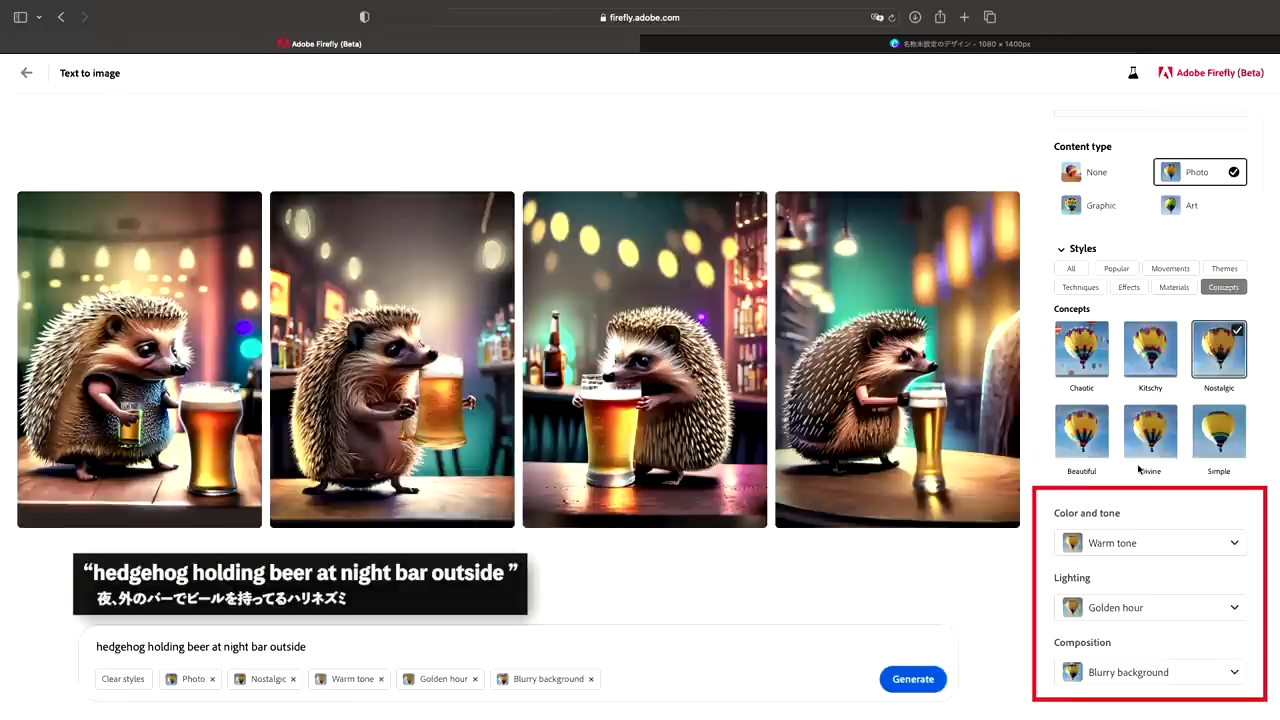 firefly.adobe.com
Adobe Firefly (Beta)
名称未設定のデザイン - 1080 × 1400px
Text to image
Adobe Firefly (Beta)
Content type
None
Photo
Graphic
Art
Styles
All
Popular
Movements
Themes
Techniques
Effects
Materials
Concepts
Concepts
Chaotic
Kitschy
Nostalgic
Beautiful
Divine
Simple
Color and tone
Warm tone
Lighting
Golden hour
Composition
Blurry background
“hedgehog holding beer at night bar outside ”
夜、外のバーでビールを持ってるハリネズミ
hedgehog holding beer at night bar outside
Clear styles
Photo ×
Nostalgic ×
Warm tone ×
Golden hour ×
Blurry background ×
Generate